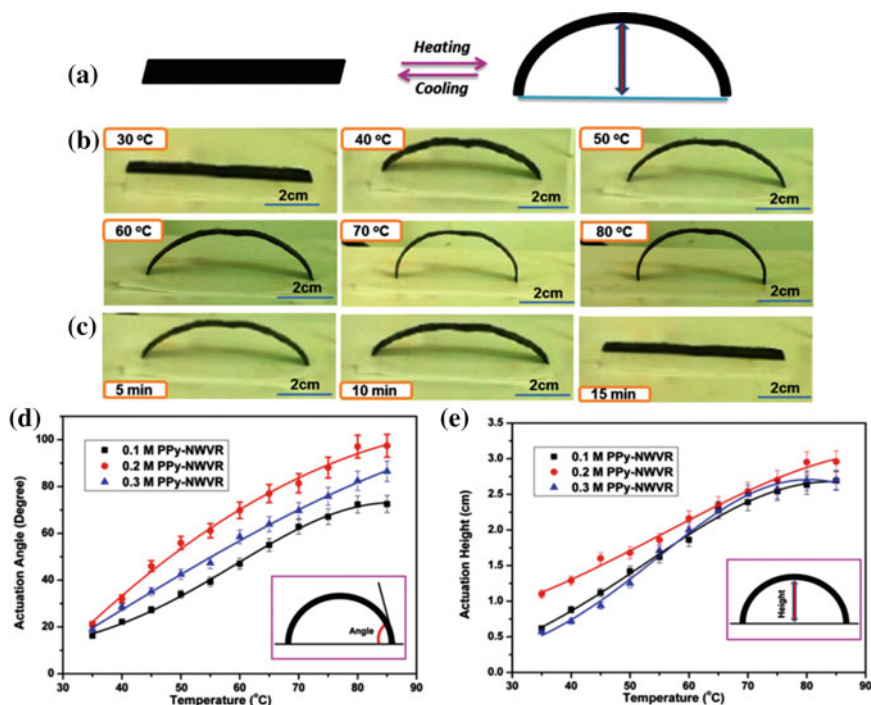 Heating
(a)
Cooling
(b)
30 °C
40 °C
50 °C
2cm
2cm
2cm
60 °C
70 °C
80 °C
2cm
2cm
2cm
(c)
5 min
2cm
10 min
2cm
15 min
2cm
(d)
(e)
100
80
60
40
20
0
Actuation Angle (Degree)
0.1 M PPy-NWVR
0.2 M PPy-NWVR
0.3 M PPy-NWVR
Angle
30 40 50 60 70 80 90
Temperature (°C)
3.5
3.0
2.5
2.0
1.5
1.0
0.5
0.0
Actuation Height (cm)
0.1 M PPy-NWVR
0.2 M PPy-NWVR
0.3 M PPy-NWVR
Height
30 40 50 60 70 80 90
Temperature (°C)